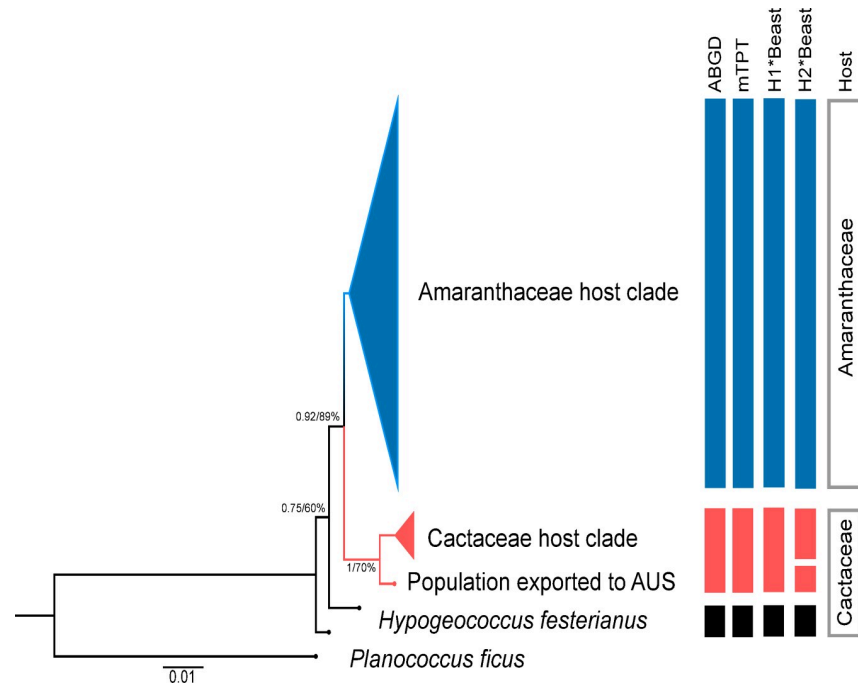 ABGD
mTPT
H1*Beast
H2*Beast
Host
Amaranthaceae host clade
Amaranthaceae
0.92/89%
0.75/60%
Cactaceae host clade
1/70%
Population exported to AUS
Cactaceae
Hypogeococcus festerianus
Planococcus ficus
0.01